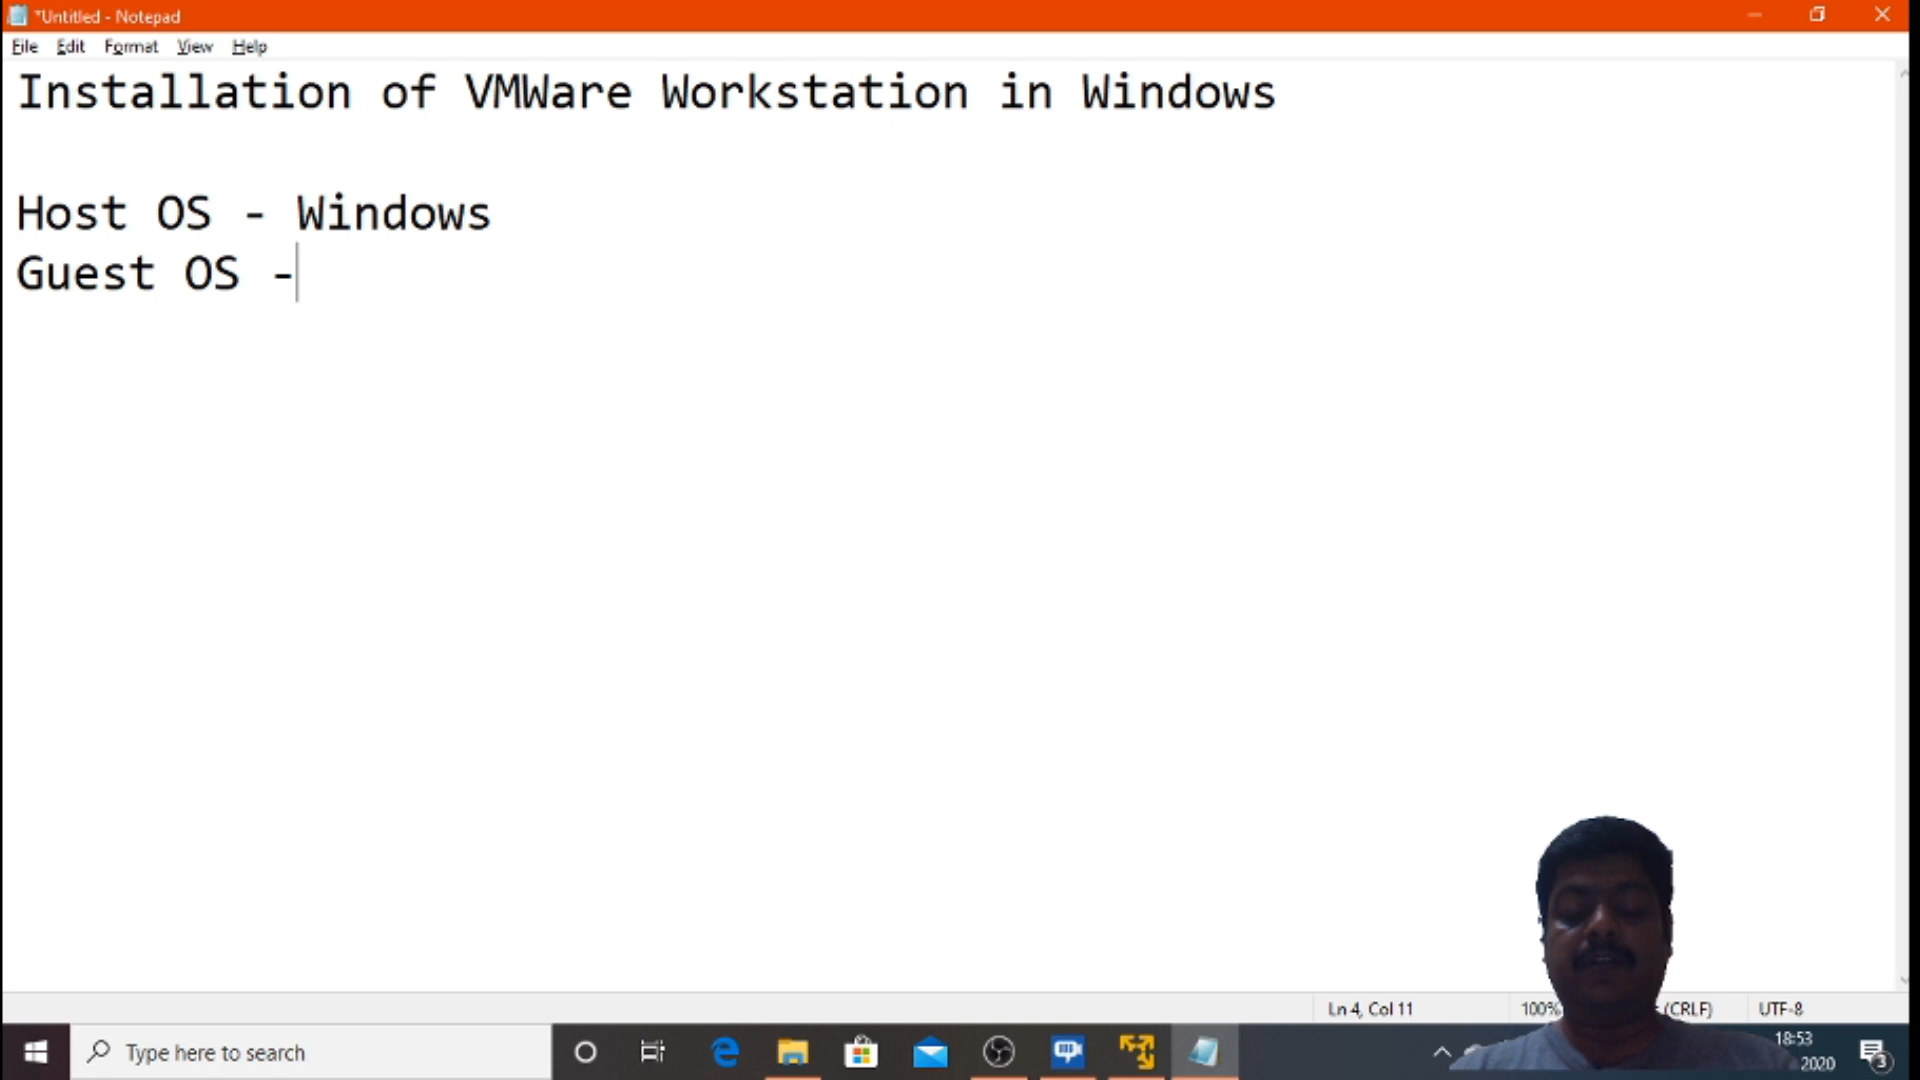 *Untitled - Notepad
File Edit Format View Help
Installation of VMWare Workstation in Windows
Host OS - Windows
Guest OS -
Ln 4, Col 11 100% (CRLF) UTF-8
Type here to search
18:53
2020
3